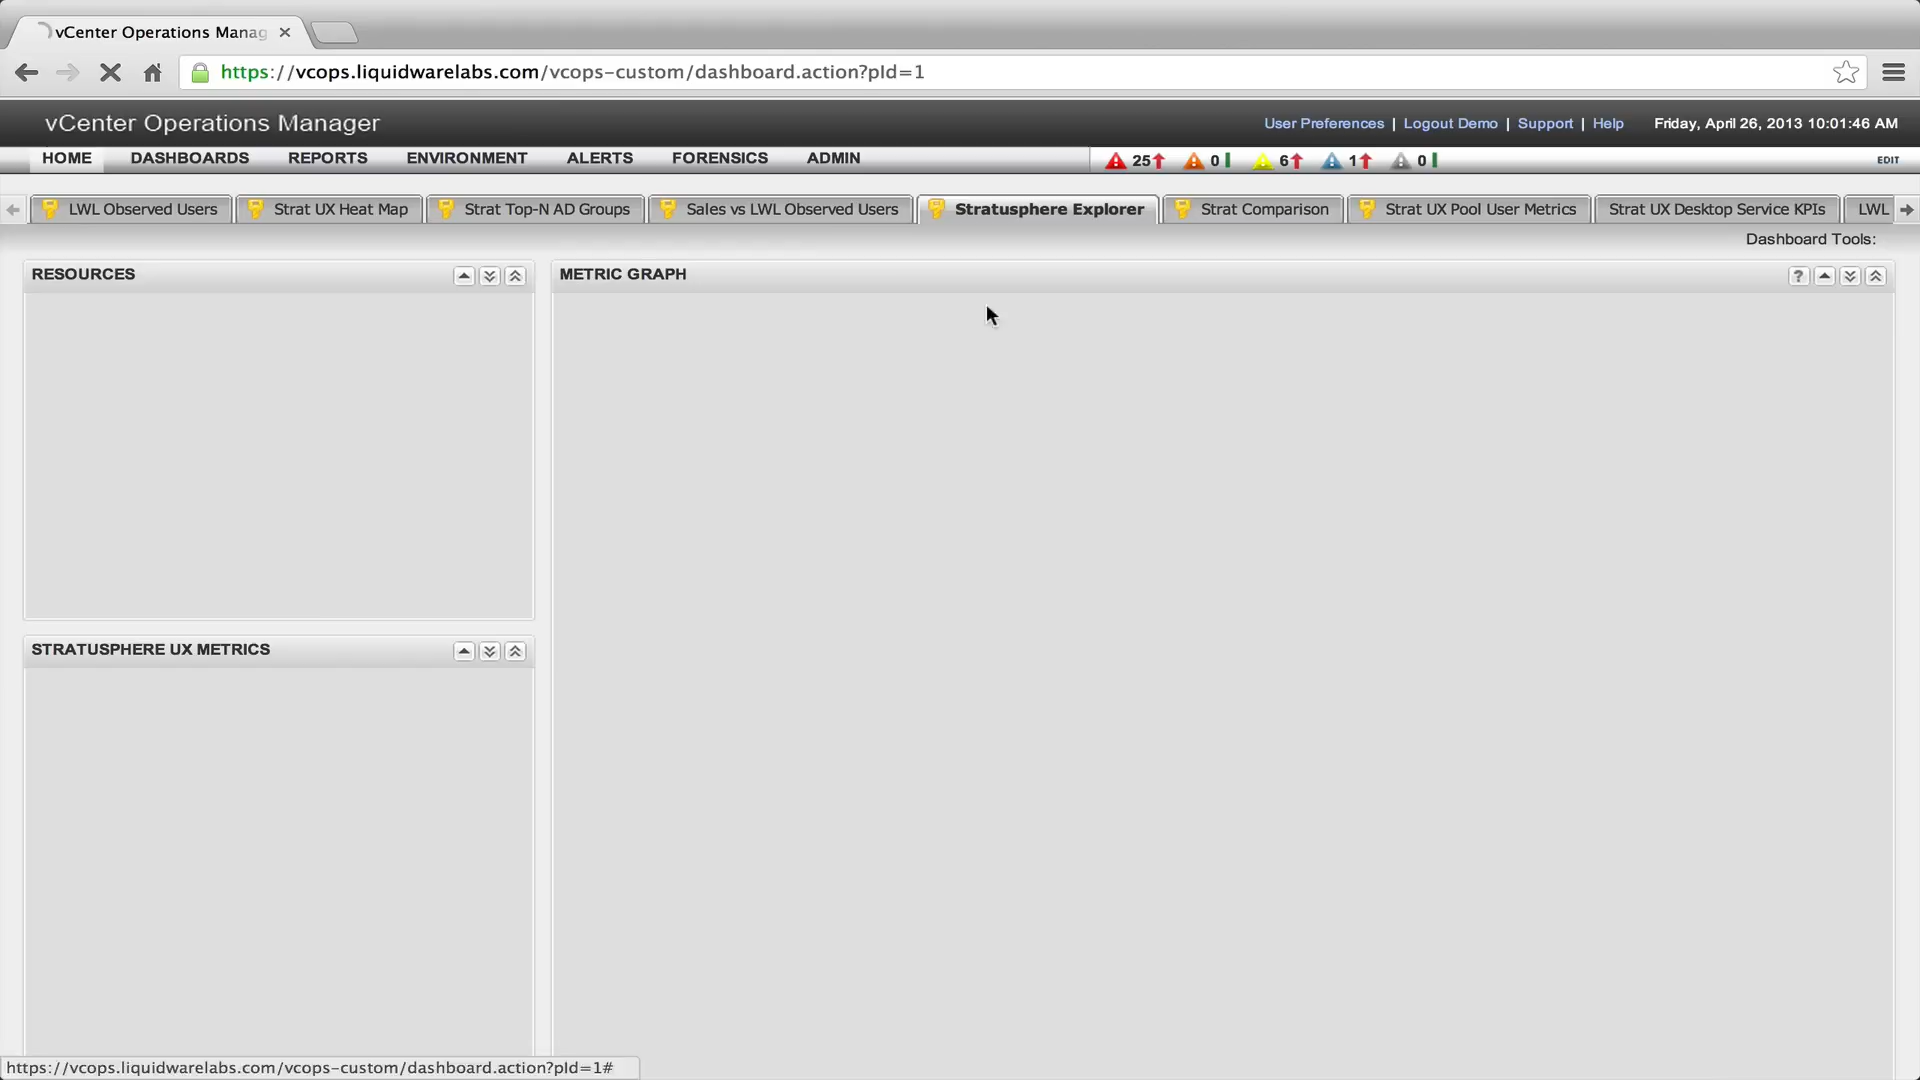 vCenter Operations Manag
https://vcops.liquidwarelabs.com/vcops-custom/dashboard.action?pId=1
vCenter Operations Manager
User Preferences | Logout Demo | Support | Help Friday, April 26, 2013 10:01:46 AM
HOME DASHBOARDS REPORTS ENVIRONMENT ALERTS FORENSICS ADMIN 25 0 6 1 0 EDIT
LWL Observed Users Strat UX Heat Map Strat Top-N AD Groups Sales vs LWL Observed Users Stratusphere Explorer Strat Comparison Strat UX Pool User Metrics Strat UX Desktop Service KPIs LWL
Dashboard Tools:
RESOURCES METRIC GRAPH ?
STRATUSPHERE UX METRICS
https://vcops.liquidwarelabs.com/vcops-custom/dashboard.action?pId=1#